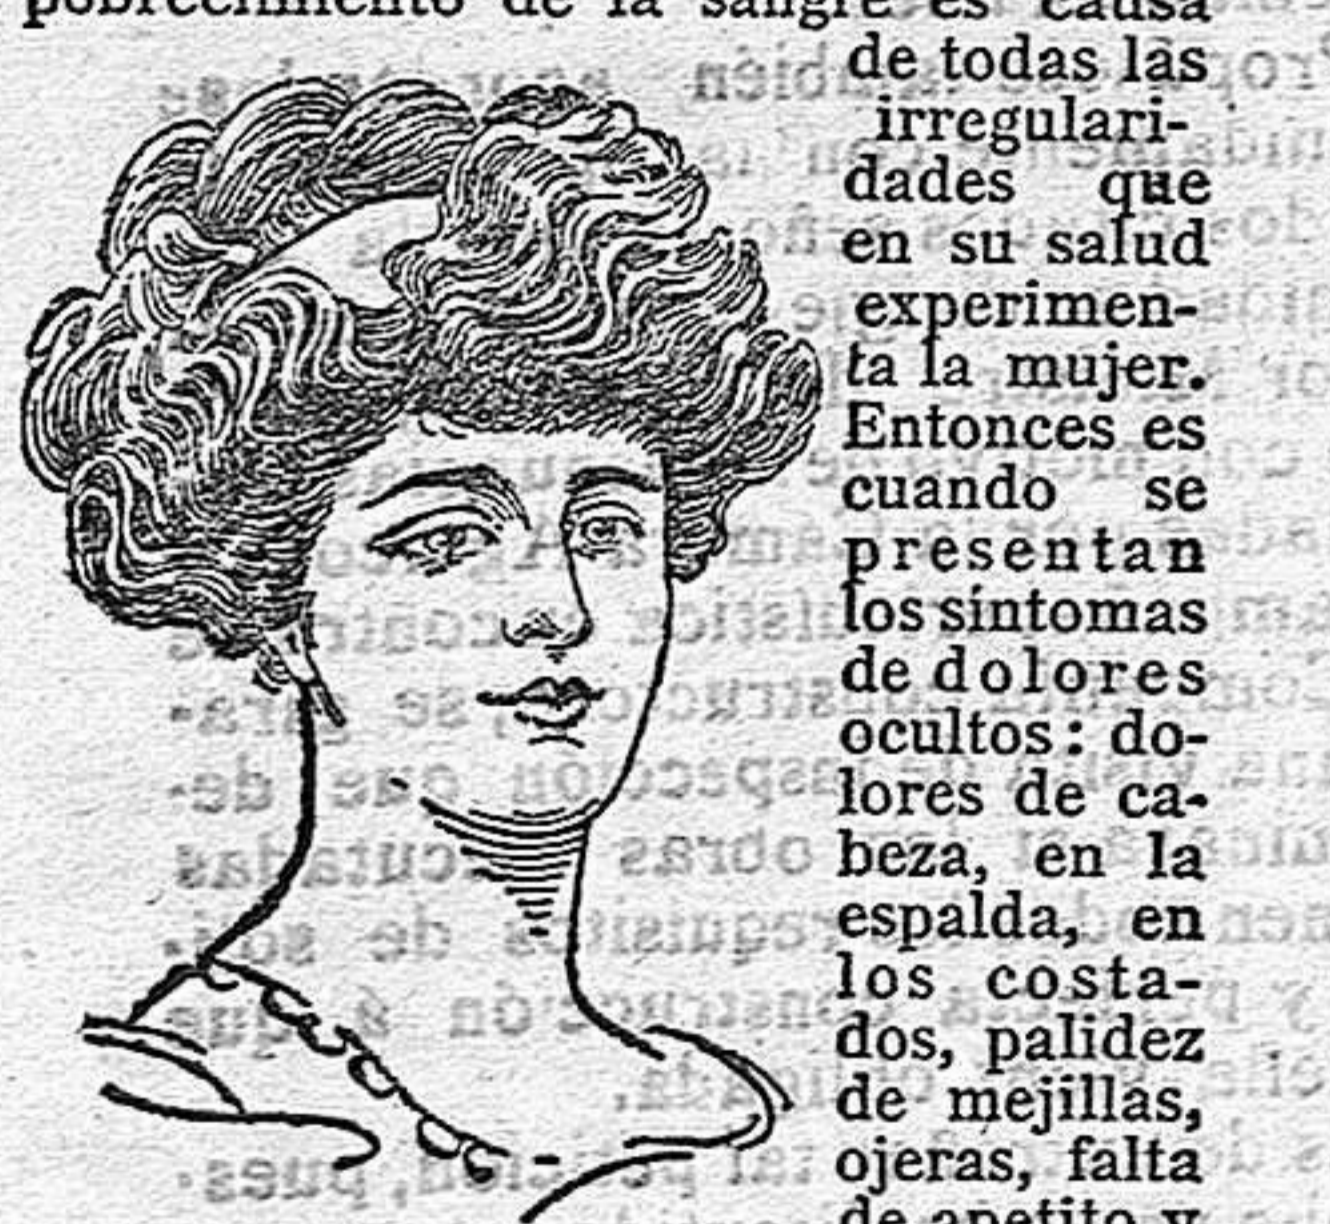 pobrecimiento de la sangre es causa
de todas las
irregulari-
dades que
en su salud
experimen-
ta la mujer.
Entonces es
cuando se
presentan
los síntomas
de dolores
ocultos: do-
lores de ca-
beza, en la
espalda, en
los costa-
dos, palidez
de mejillas,
ojeras, falta
de apetito y